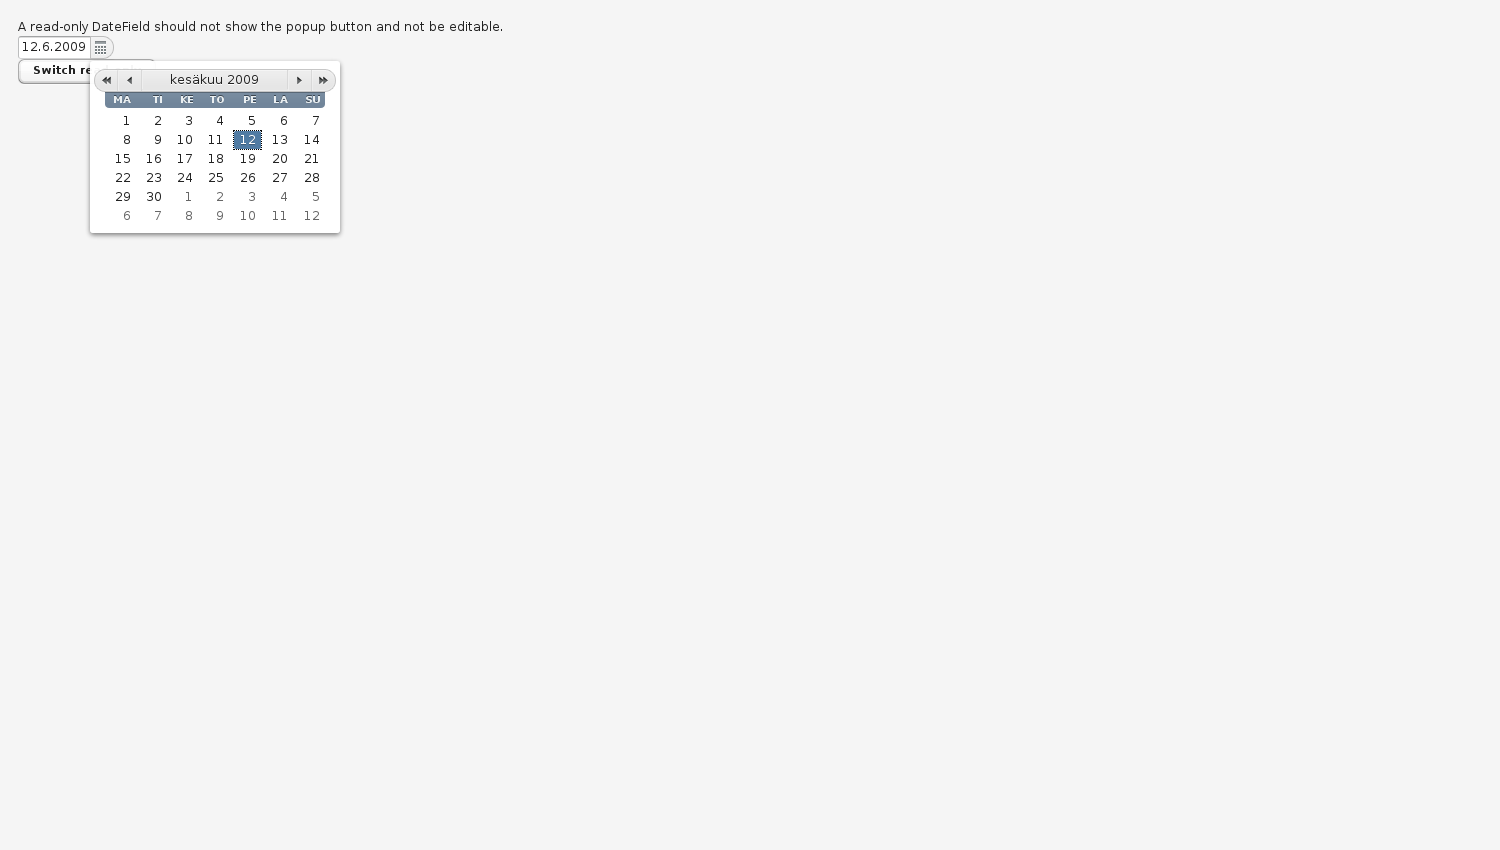 A read-only DateField should not show the popup button and not be editable.
12.6.2009
Switch
kesäkuu 2009
MA TI KE TO PE LA SU
1 2 3 4 5 6 7
8 9 10 11 12 13 14
15 16 17 18 19 20 21
22 23 24 25 26 27 28
29 30 1 2 3 4 5
6 7 8 9 10 11 12